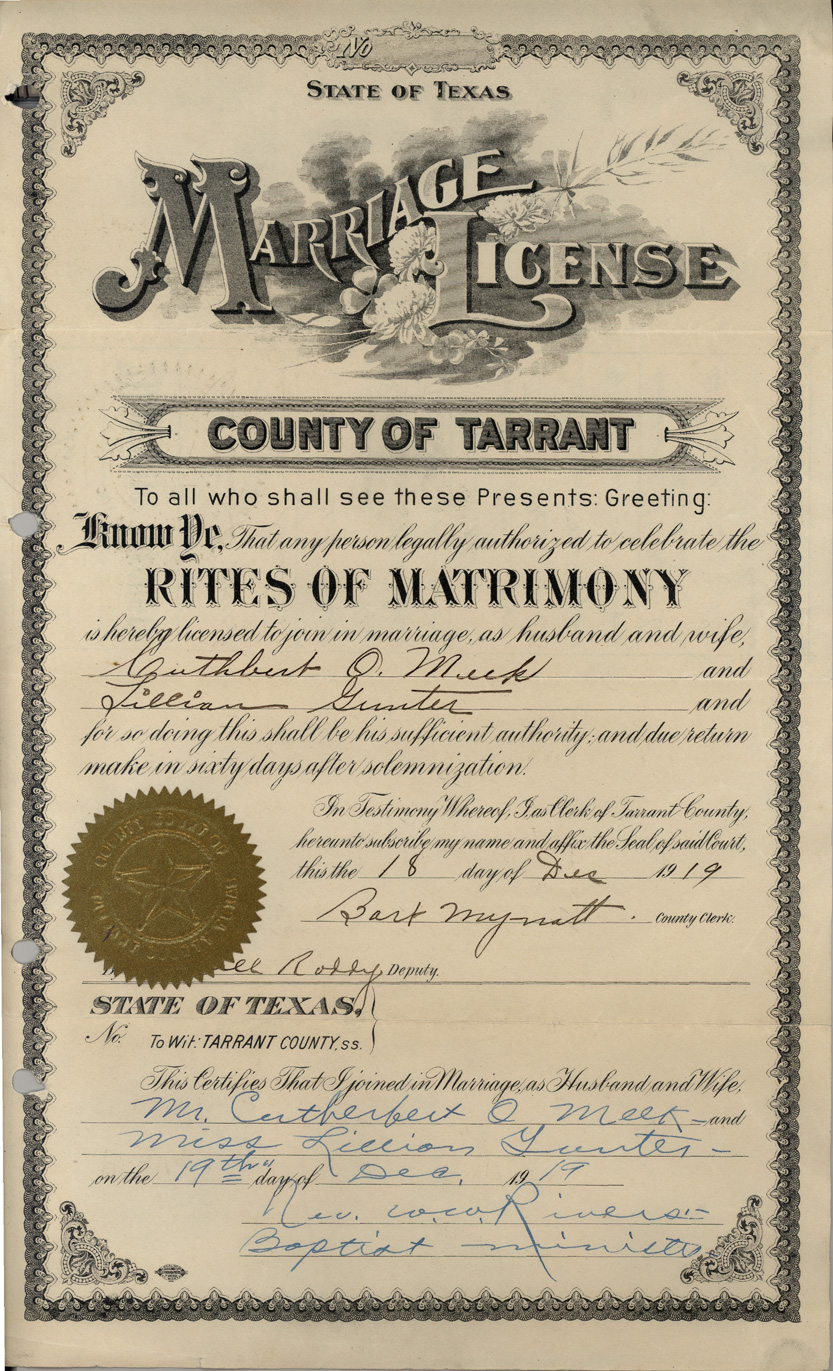 No
STATE OF TEXAS
MARRIAGE LICENSE
COUNTY OF TARRANT
To all who shall see these Presents: Greeting:
Know Ye, That any person legally authorized to celebrate the
RITES OF MATRIMONY
is hereby licensed to join in marriage, as husband and wife,
Cuthbert O. Meek and
Lillian Gunter and
for so doing this shall be his sufficient authority; and due return
make in sixty days after solemnization.
In Testimony Whereof, I, as Clerk of Tarrant County,
hereunto subscribe my name and affix the Seal of said Court,
this the 18 day of Dec 1919
Bart Mynatt. County Clerk.
COUNTY COURT OF
TARRANT COUNTY, TEXAS
Roddy Deputy.
STATE OF TEXAS,
No. To Wit: TARRANT COUNTY, ss.
This Certifies That I joined in Marriage, as Husband and Wife,
Mr. Cutherbert O Meek - and
Miss Lillian Gunter -
on the 19th day of Dec. 1919
Rev. W.W. Rivers -
Baptist minister